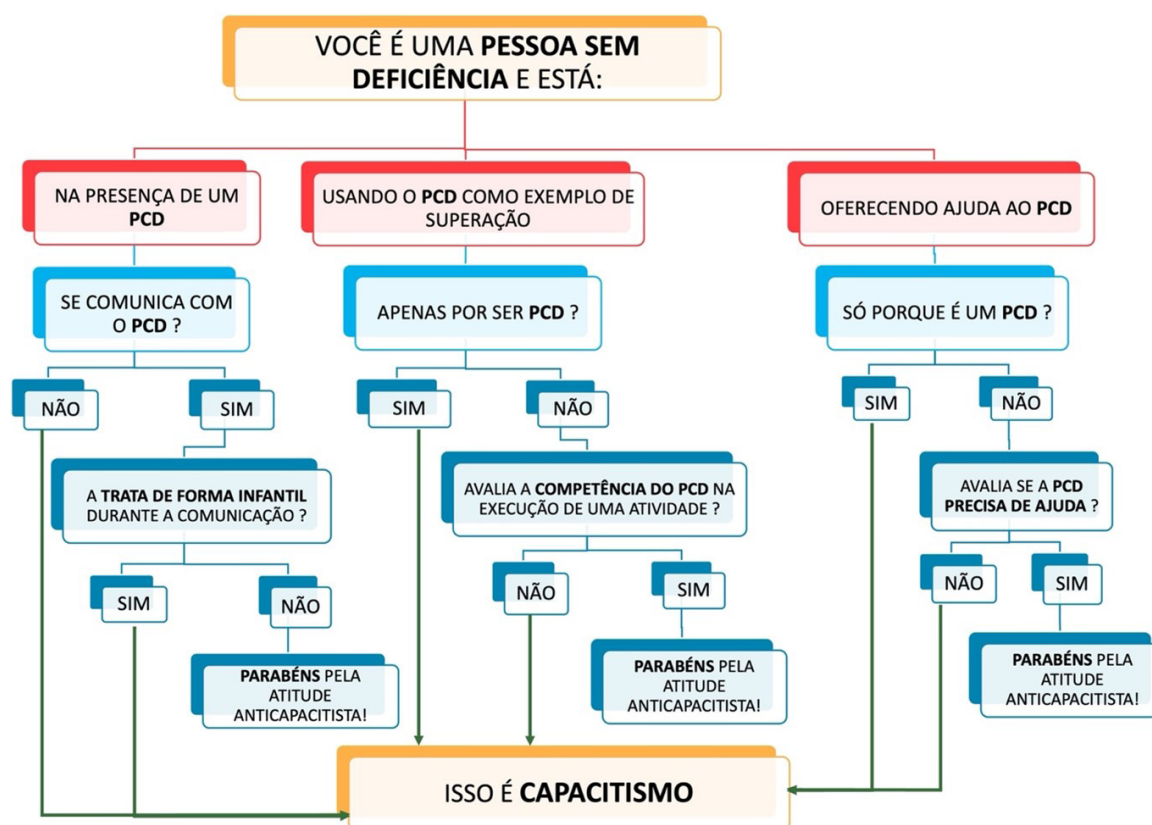 VOCÊ É UMA PESSOA SEM
DEFICIÊNCIA E ESTÁ:
NA PRESENÇA DE UM
PCD
USANDO O PCD COMO EXEMPLO DE
SUPERAÇÃO
OFERECENDO AJUDA AO PCD
SE COMUNICA COM
O PCD ?
APENAS POR SER PCD ?
SÓ PORQUE É UM PCD ?
NÃO
SIM
SIM
NÃO
SIM
NÃO
A TRATA DE FORMA INFANTIL
DURANTE A COMUNICAÇÃO ?
AVALIA A COMPETÊNCIA DO PCD NA
EXECUÇÃO DE UMA ATIVIDADE ?
AVALIA SE A PCD
PRECISA DE AJUDA ?
SIM
NÃO
NÃO
SIM
NÃO
SIM
PARABÉNS PELA
ATITUDE
ANTICAPACITISTA!
PARABÉNS PELA
ATITUDE
ANTICAPACITISTA!
PARABÉNS PELA
ATITUDE
ANTICAPACITISTA!
ISSO É CAPACITISMO